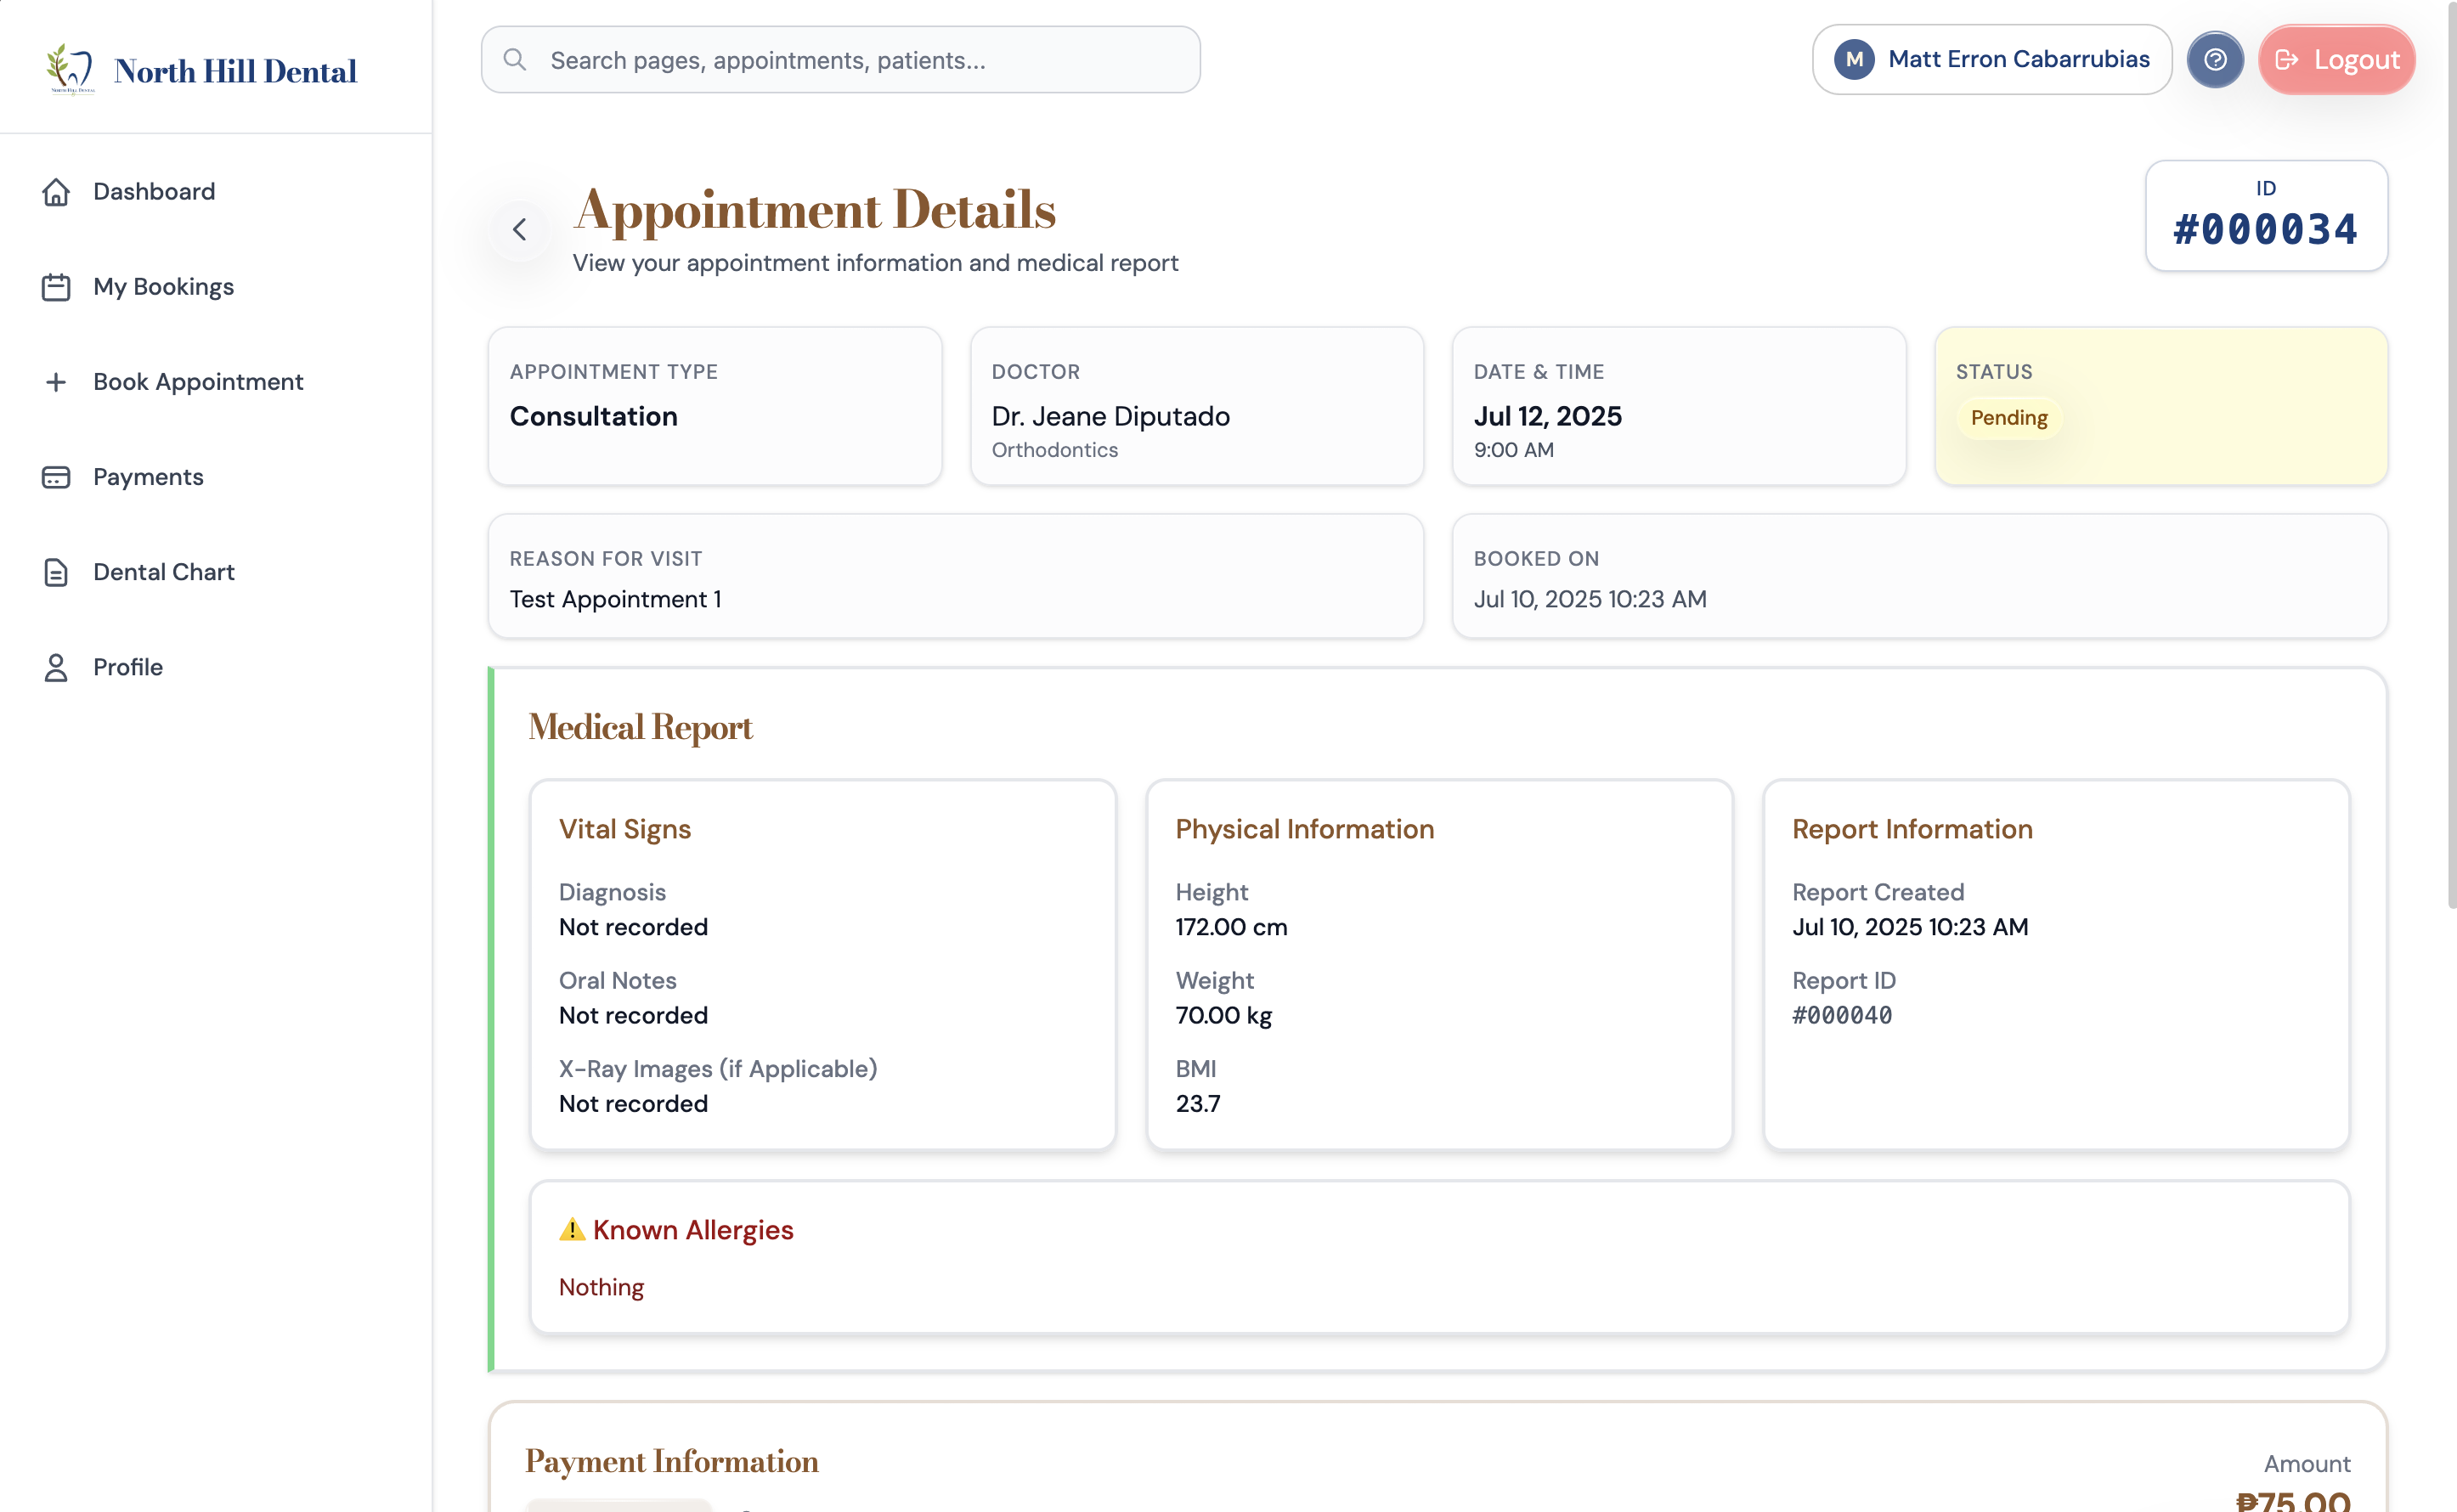 North Hill Dental
Search pages, appointments, patients...
M Matt Erron Cabarrubias
Logout
Dashboard
My Bookings
Book Appointment
Payments
Dental Chart
Profile
Appointment Details
View your appointment information and medical report
ID
#000034
APPOINTMENT TYPE
Consultation
DOCTOR
Dr. Jeane Diputado
Orthodontics
DATE & TIME
Jul 12, 2025
9:00 AM
STATUS
Pending
REASON FOR VISIT
Test Appointment 1
BOOKED ON
Jul 10, 2025 10:23 AM
Medical Report
Vital Signs
Diagnosis
Not recorded
Oral Notes
Not recorded
X-Ray Images (if Applicable)
Not recorded
Physical Information
Height
172.00 cm
Weight
70.00 kg
BMI
23.7
Report Information
Report Created
Jul 10, 2025 10:23 AM
Report ID
#000040
⚠️ Known Allergies
Nothing
Payment Information
Amount
₱75.00